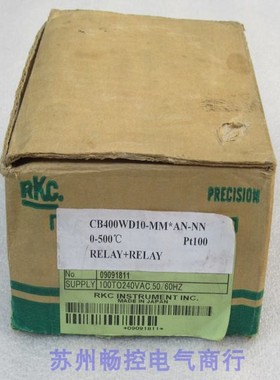 RKC.
PRECISION
CB400WD10-MM*AN-NN
0-500℃ Pt100
RELAY+RELAY
No 09091811
SUPPLY 100TO240VAC 50/60HZ
RKC INSTRUMENT INC.
MADE IN JAPAN
*09091811*
苏州畅控电气商行